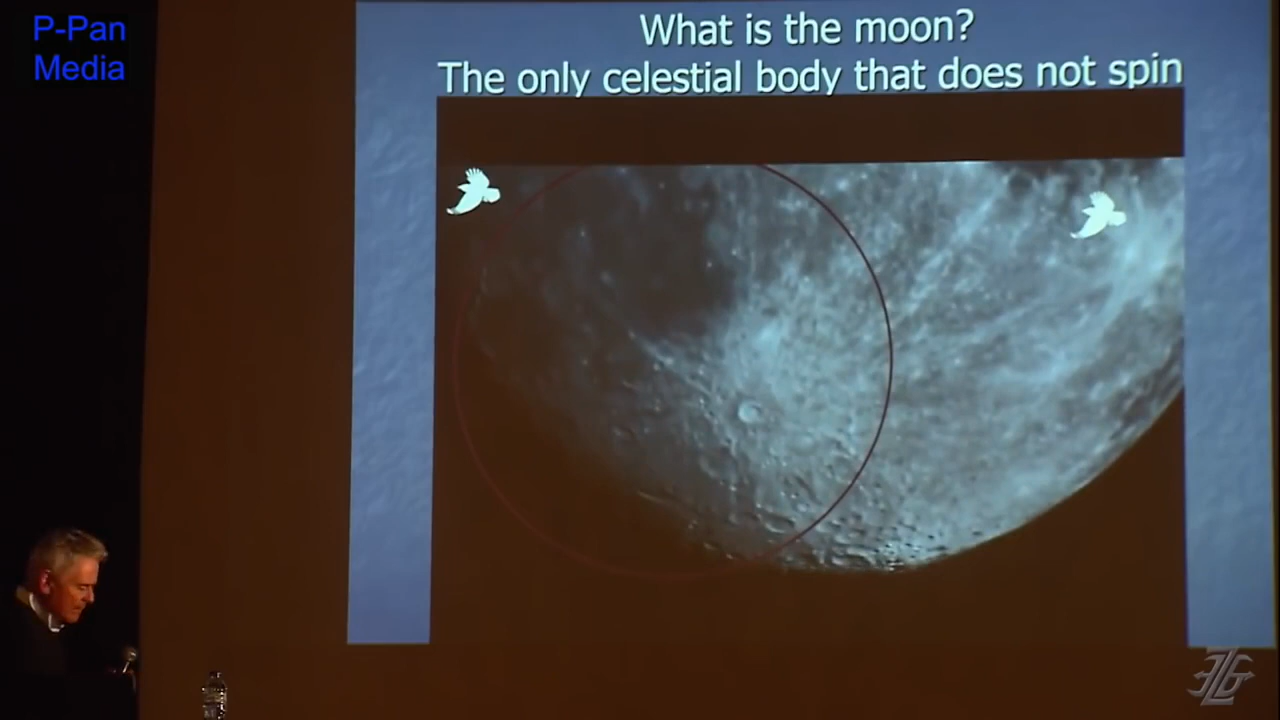 P-Pan
Media
What is the moon?
The only celestial body that does not spin